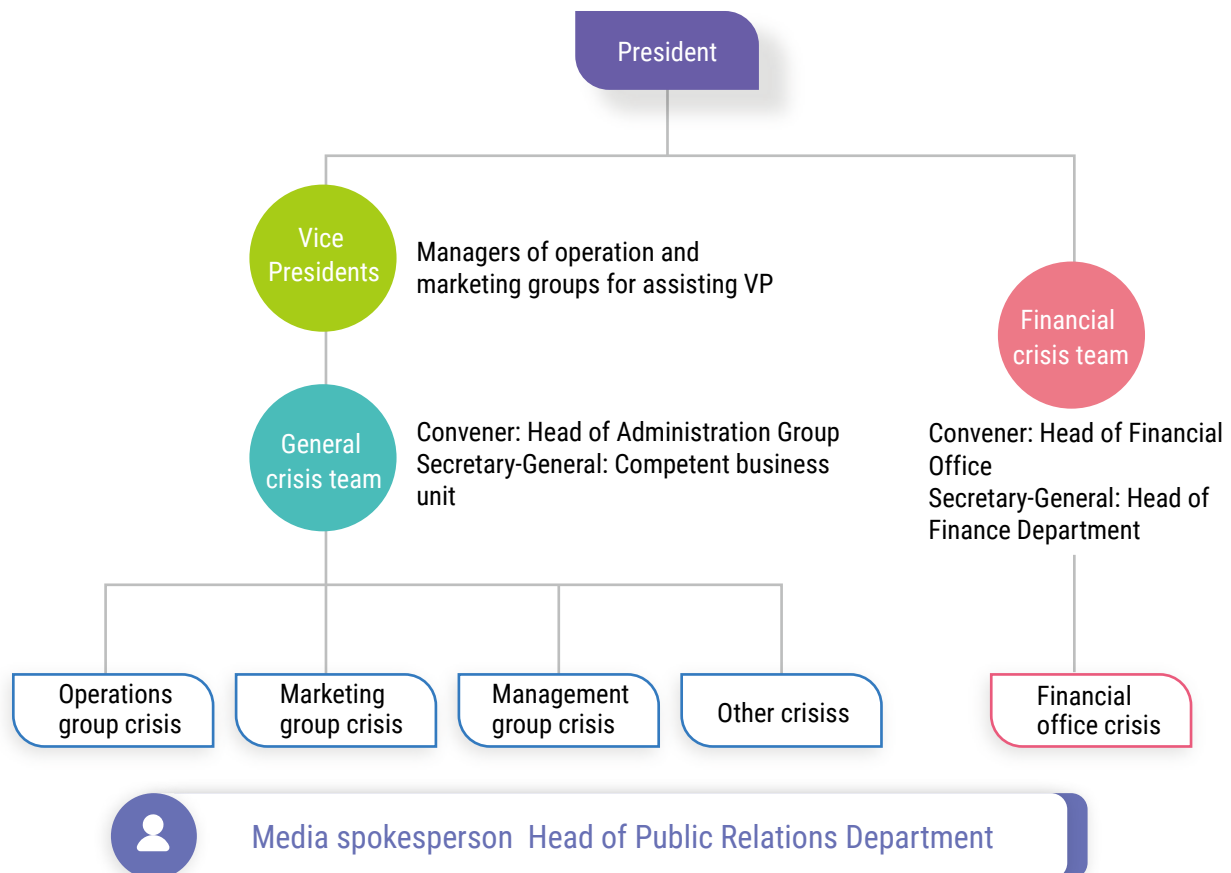 President
Vice
Presidents
Managers of operation and
marketing groups for assisting VP
Financial
crisis team
General
crisis team
Convener: Head of Administration Group
Secretary-General: Competent business
unit
Convener: Head of Financial
Office
Secretary-General: Head of
Finance Department
Operations
group crisis
Marketing
group crisis
Management
group crisis
Other crisiss
Financial
office crisis
Media spokesperson Head of Public Relations Department